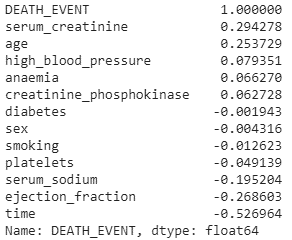 DEATH_EVENT 1.000000
serum_creatinine 0.294278
age 0.253729
high_blood_pressure 0.079351
anaemia 0.066270
creatinine_phosphokinase 0.062728
diabetes -0.001943
sex -0.004316
smoking -0.012623
platelets -0.049139
serum_sodium -0.195204
ejection_fraction -0.268603
time -0.526964
Name: DEATH_EVENT, dtype: float64